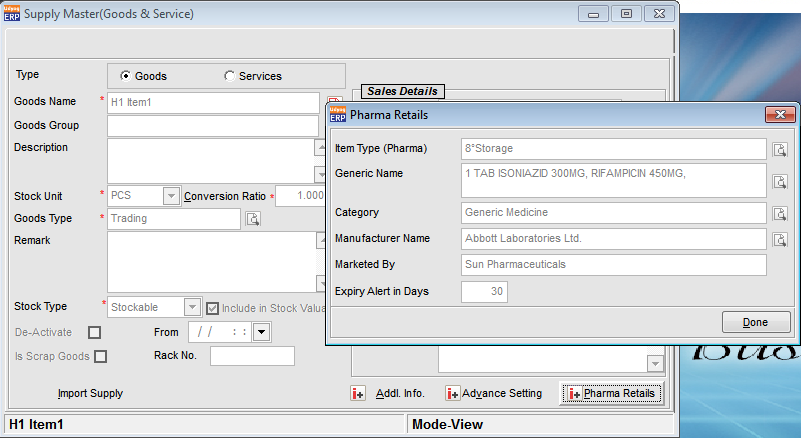 Udyog ERP Supply Master(Goods & Service)
Type Goods Services
Goods Name * H1 Item1
Goods Group
Description
Stock Unit * PCS Conversion Ratio * 1.000
Goods Type * Trading
Remark
Stock Type * Stockable Include in Stock Valua
De-Activate From / / : :
Is Scrap Goods Rack No.
Import Supply Addl. Info. Advance Setting Pharma Retails
H1 Item1 Mode-View
Sales Details
Udyog ERP Pharma Retails
Item Type (Pharma) 8°Storage
Generic Name 1 TAB ISONIAZID 300MG, RIFAMPICIN 450MG,
Category Generic Medicine
Manufacturer Name Abbott Laboratories Ltd.
Marketed By Sun Pharmaceuticals
Expiry Alert in Days 30
Done